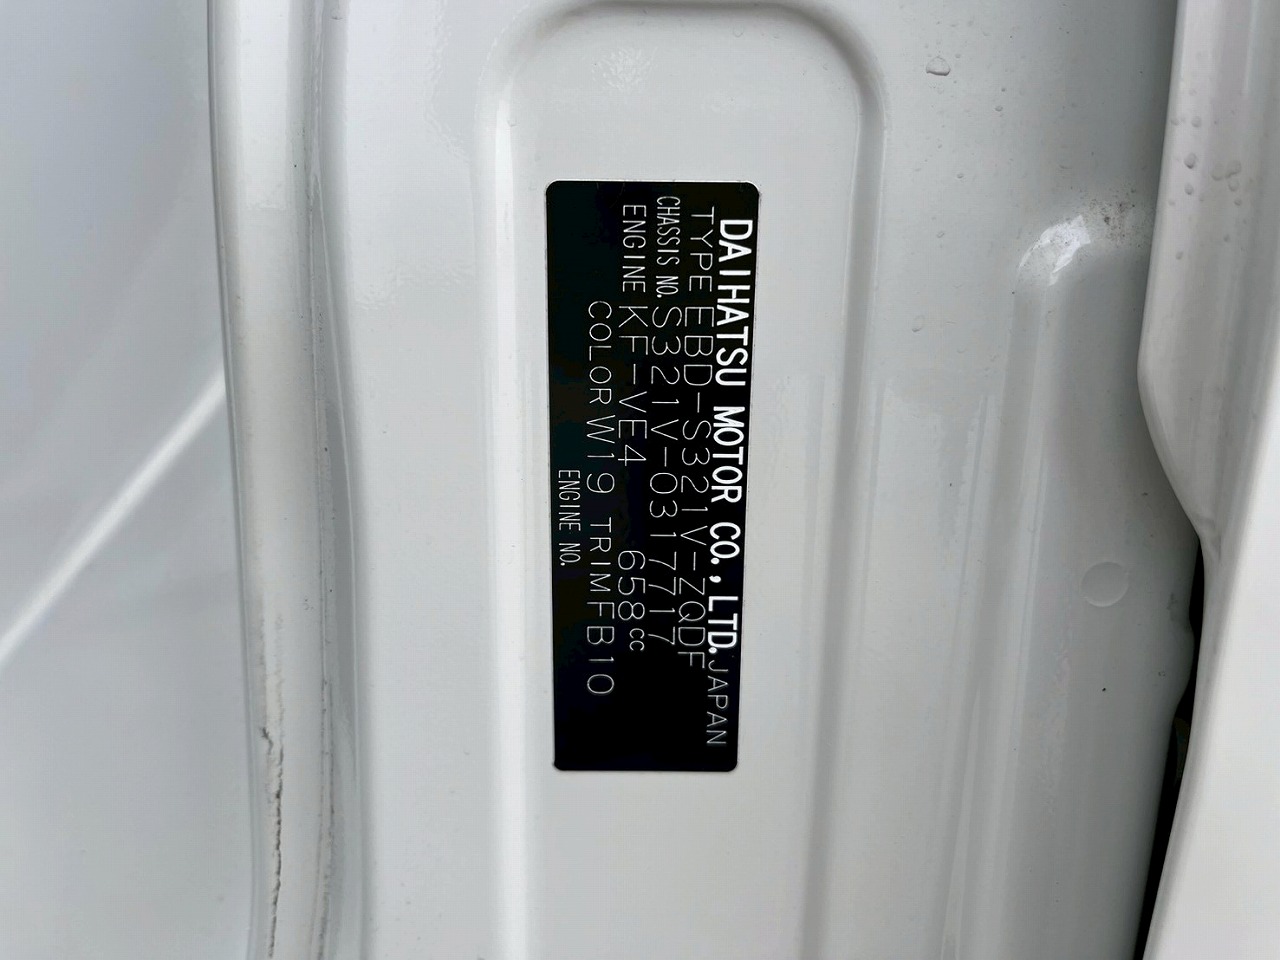 DAIHATSU MOTOR CO., LTD. JAPAN
TYPE EBD-S321V-ZQDF
CHASSIS NO. S321V-0317717
ENGINE KF-VE4 658cc
COLOR W19 TRIM FB10
ENGINE NO.